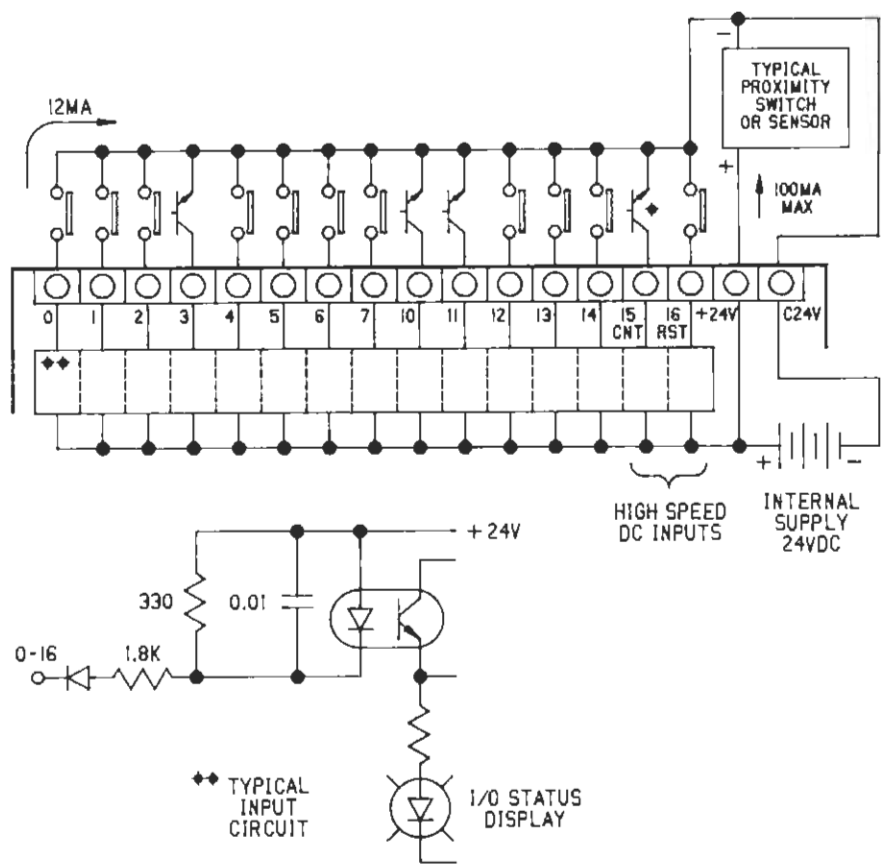 −
TYPICAL
PROXIMITY
SWITCH
OR SENSOR
+
12MA
100MA
MAX
0 1 2 3 4 5 6 7 10 11 12 13 14 15 16 +24V C24V
CNT RST
+ −
HIGH SPEED
DC INPUTS
INTERNAL
SUPPLY
24VDC
+24V
330
0.01
0-16
1.8K
TYPICAL
INPUT
CIRCUIT
I/O STATUS
DISPLAY